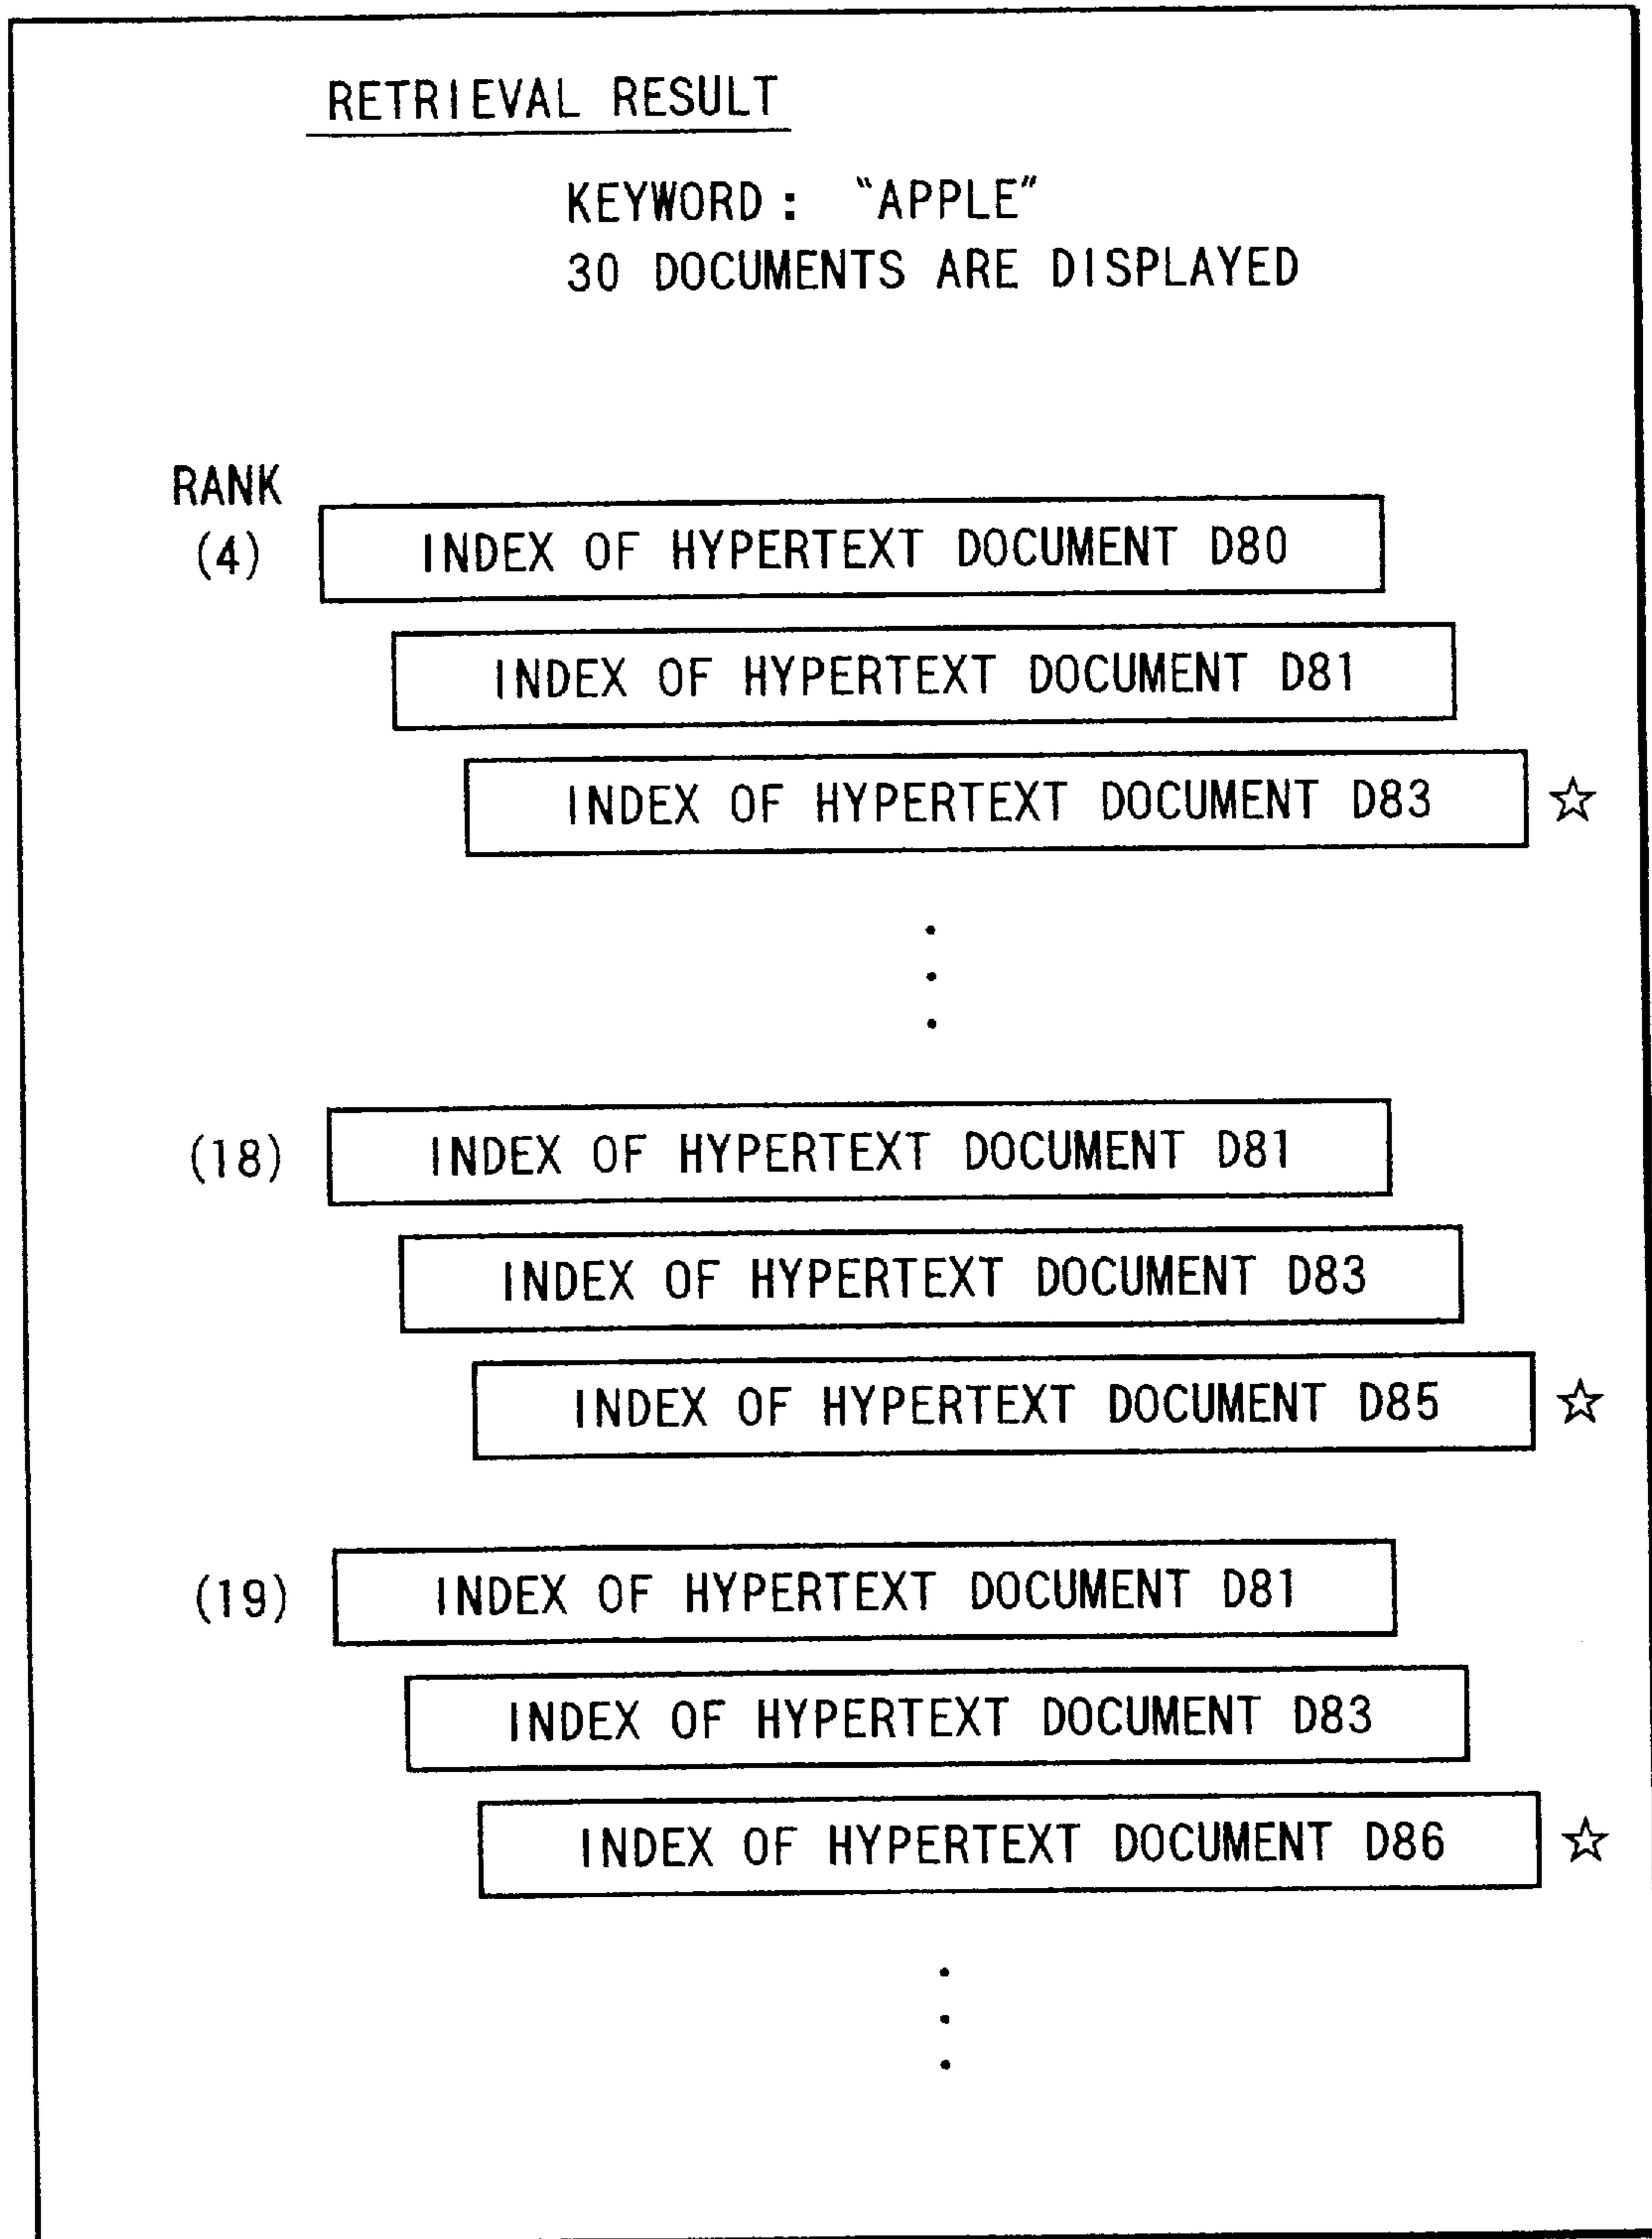 RETRIEVAL RESULT
KEYWORD : "APPLE"
30 DOCUMENTS ARE DISPLAYED
RANK
(4) INDEX OF HYPERTEXT DOCUMENT D80
INDEX OF HYPERTEXT DOCUMENT D81
INDEX OF HYPERTEXT DOCUMENT D83 ☆
(18) INDEX OF HYPERTEXT DOCUMENT D81
INDEX OF HYPERTEXT DOCUMENT D83
INDEX OF HYPERTEXT DOCUMENT D85 ☆
(19) INDEX OF HYPERTEXT DOCUMENT D81
INDEX OF HYPERTEXT DOCUMENT D83
INDEX OF HYPERTEXT DOCUMENT D86 ☆